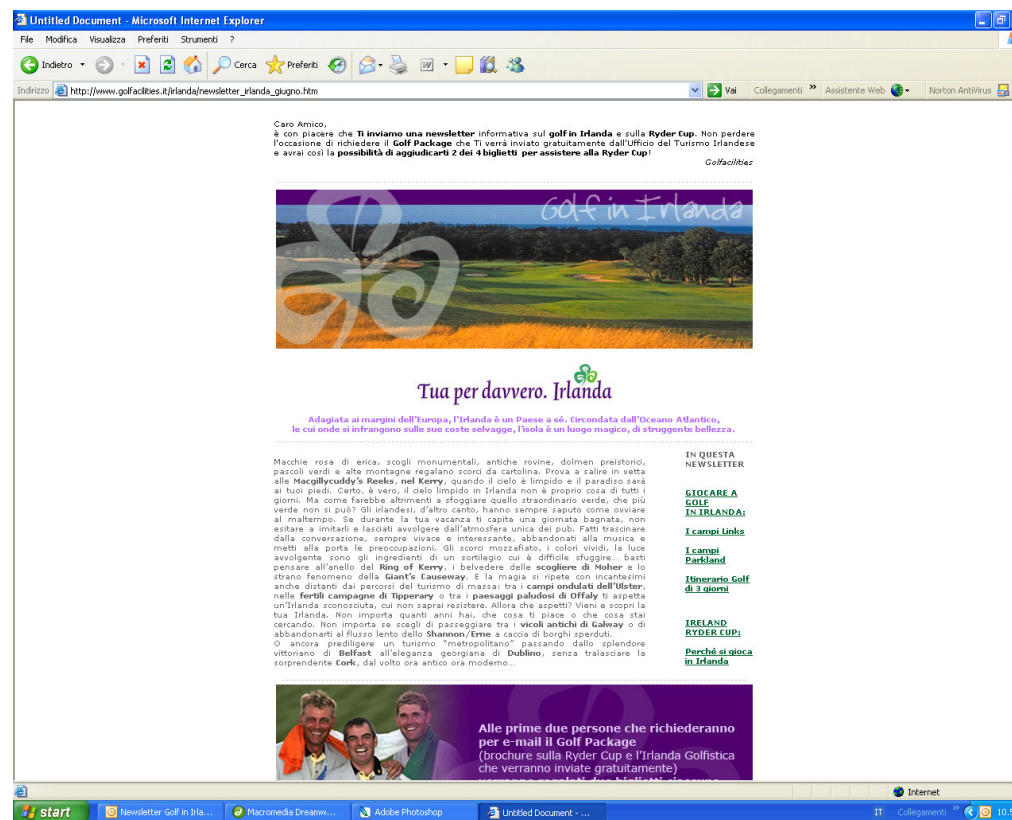 Untitled Document - Microsoft Internet Explorer
File Modifica Visualizza Preferiti Strumenti ?
Indietro Cerca Preferiti
Indirizzo http://www.golfacilities.it/irlanda/newsletter_irlanda_giugno.htm Vai Collegamenti » Assistente Web Norton AntiVirus
Caro Amico,
è con piacere che Ti inviamo una newsletter informativa sul golf in Irlanda e sulla Ryder Cup. Non perdere
l'occasione di richiedere il Golf Package che Ti verrà inviato gratuitamente dall'Ufficio del Turismo Irlandese
e avrai così la possibilità di aggiudicarti 2 dei 4 biglietti per assistere alla Ryder Cup!
Golfacilities
Golf in Irlanda
Tua per davvero. Irlanda
Adagiata ai margini dell'Europa, l'Irlanda è un Paese a sé. Circondata dall'Oceano Atlantico,
le cui onde si infrangono sulle sue coste selvagge, l'isola è un luogo magico, di struggente bellezza.
Macchie rosa di erica, scogli monumentali, antiche rovine, dolmen preistorici,
pascoli verdi e alte montagne regalano scorci da cartolina. Prova a salire in vetta
alle Macgillycuddy's Reeks, nel Kerry, quando il cielo è limpido e il paradiso sarà
ai tuoi piedi. Certo, è vero, il cielo limpido in Irlanda non è proprio cosa di tutti i
giorni. Ma come farebbe altrimenti a sfoggiare quello straordinario verde, che più
verde non si può? Gli irlandesi, d'altro canto, hanno sempre saputo come ovviare
al maltempo. Se durante la tua vacanza ti capita una giornata bagnata, non
esitare a imitarli e lasciati avvolgere dall'atmosfera unica dei pub. Fatti trascinare
dalla conversazione, sempre vivace e interessante, abbandonati alla musica e
metti alla porta le preoccupazioni. Gli scorci mozzafiato, i colori vividi, la luce
avvolgente sono gli ingredienti di un sortilegio cui è difficile sfuggire... basti
pensare all'anello del Ring of Kerry, i belvedere delle scogliere di Moher e lo
strano fenomeno della Giant's Causeway. E la magia si ripete con incantesimi
anche distanti dai percorsi del turismo di massa: tra i campi ondulati dell'Ulster,
nelle fertili campagne di Tipperary o tra i paesaggi paludosi di Offaly ti aspetta
un'Irlanda sconosciuta, cui non saprai resistere. Allora che aspetti? Vieni e scopri la
tua Irlanda. Non importa quanti anni hai, che cosa ti piace o che cosa stai
cercando. Non importa se scegli di passeggiare tra i vicoli antichi di Galway o di
abbandonarti al flusso lento dello Shannon/Erne a caccia di borghi sperduti.
O ancora prediligere un turismo "metropolitano" passando dallo splendore
vittoriano di Belfast all'eleganza georgiana di Dublino, senza tralasciare la
sorprendente Cork, dal volto ora antico ora moderno...
IN QUESTA
NEWSLETTER
GIOCARE A
GOLF
IN IRLANDA:
I campi Links
I campi
Parkland
Itinerario Golf
di 3 giorni
IRELAND
RYDER CUP:
Perché si gioca
in Irlanda
Alle prime due persone che richiederanno
per e-mail il Golf Package
(brochure sulla Ryder Cup e l'Irlanda Golfistica
che verranno inviate gratuitamente)
verranno regalati due biglietti ciascuno
Internet
start Newsletter Golf in Irla... Macromedia Dreamw... Adobe Photoshop Untitled Document - ... IT Collegamenti »